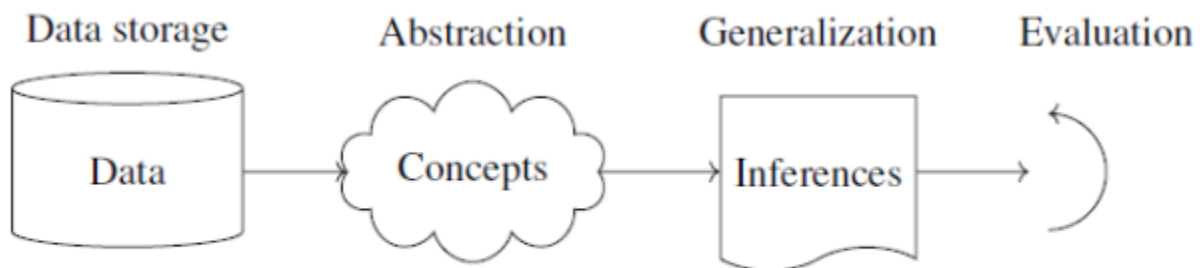 Data storage Abstraction Generalization Evaluation
Data Concepts Inferences